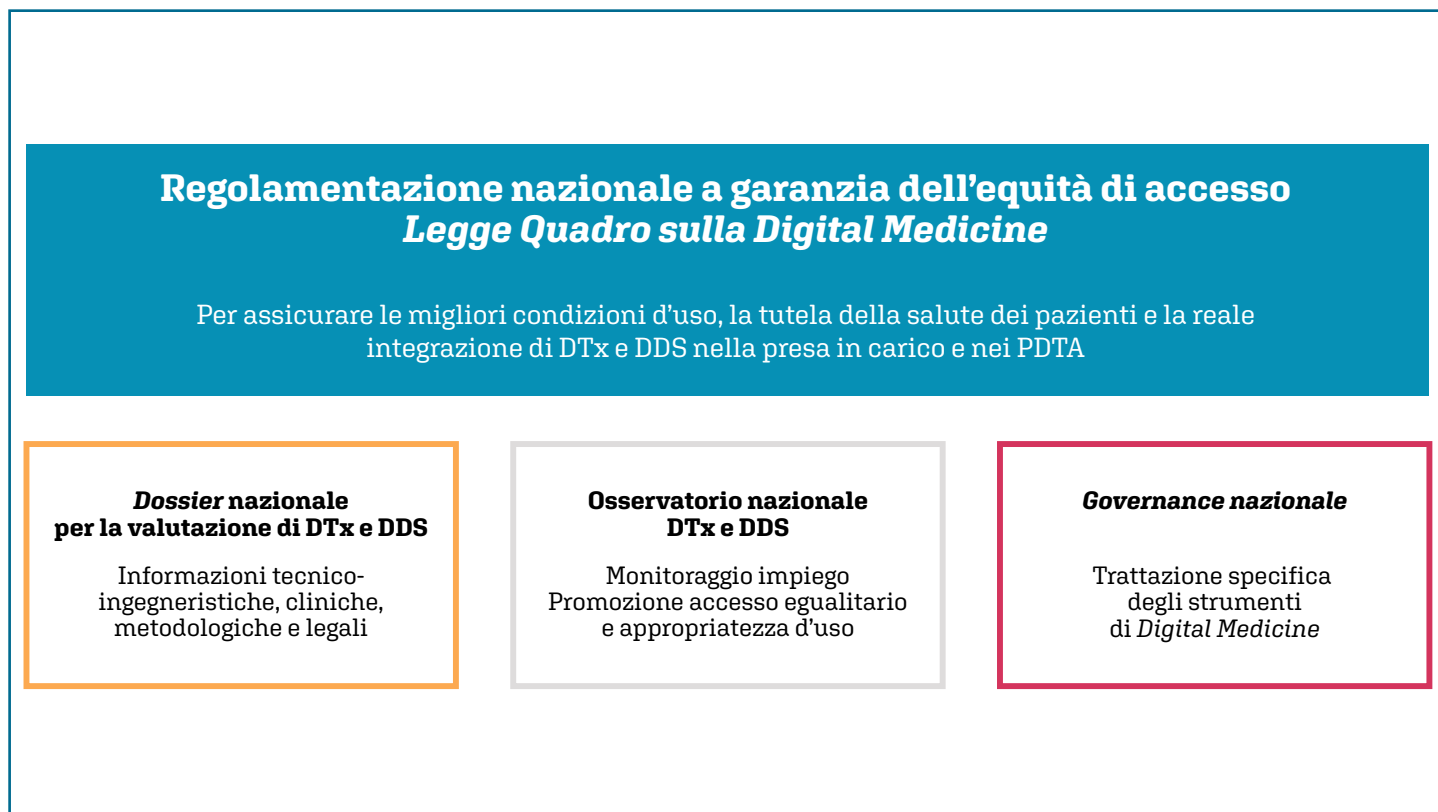 Regolamentazione nazionale a garanzia dell’equità di accesso
Legge Quadro sulla Digital Medicine
Per assicurare le migliori condizioni d’uso, la tutela della salute dei pazienti e la reale
integrazione di DTx e DDS nella presa in carico e nei PDTA
Dossier nazionale
per la valutazione di DTx e DDS
Informazioni tecnico-
ingegneristiche, cliniche,
metodologiche e legali
Osservatorio nazionale
DTx e DDS
Monitoraggio impiego
Promozione accesso egualitario
e appropriatezza d’uso
Governance nazionale
Trattazione specifica
degli strumenti
di Digital Medicine